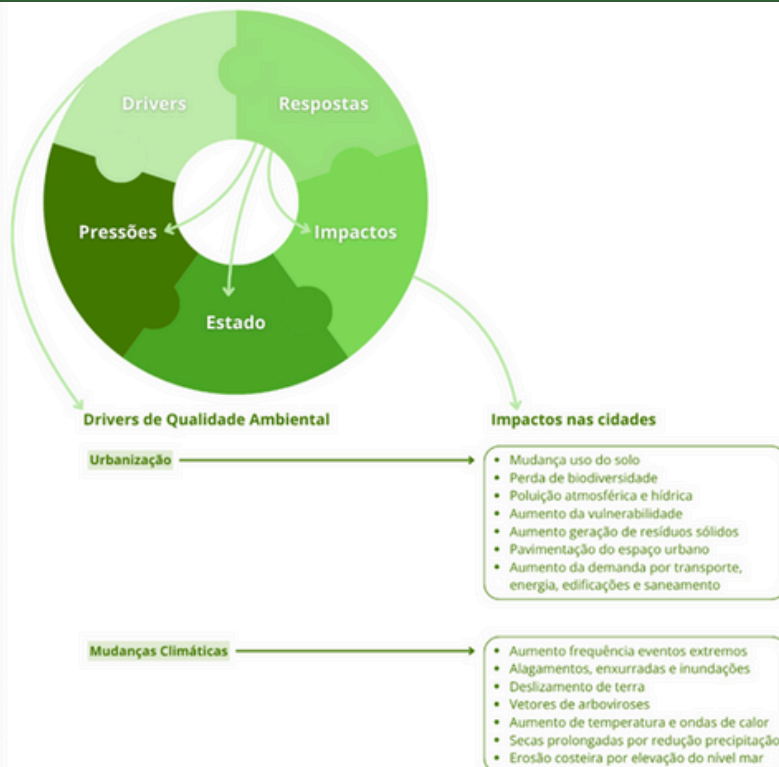 Drivers
Respostas
Pressões
Impactos
Estado
Drivers de Qualidade Ambiental
Impactos nas cidades
Urbanização
• Mudança uso do solo
• Perda de biodiversidade
• Poluição atmosférica e hídrica
• Aumento da vulnerabilidade
• Aumento geração de resíduos sólidos
• Pavimentação do espaço urbano
• Aumento da demanda por transporte,
energia, edificações e saneamento
Mudanças Climáticas
• Aumento frequência eventos extremos
• Alagamentos, enxurradas e inundações
• Deslizamento de terra
• Vetores de arboviroses
• Aumento de temperatura e ondas de calor
• Secas prolongadas por redução precipitação
• Erosão costeira por elevação do nível mar